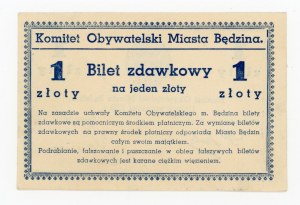 Komitet Obywatelski Miasta Będzina.
1 Bilet zdawkowy 1
złoty na jeden złoty złoty
Na zasadzie uchwały Komitetu Obywatelskiego m. Będzina bilety
zdawkowe są pomocniczym środkiem płatniczym. Za wymianę biletów
zdawkowych na prawny środek płatniczy odpowiada Miasto Będzin
całym swoim majątkiem.
Podrabianie, fałszowanie i puszczanie w obieg fałszywych biletów
zdawkowych jest karane ciężkim więzieniem.